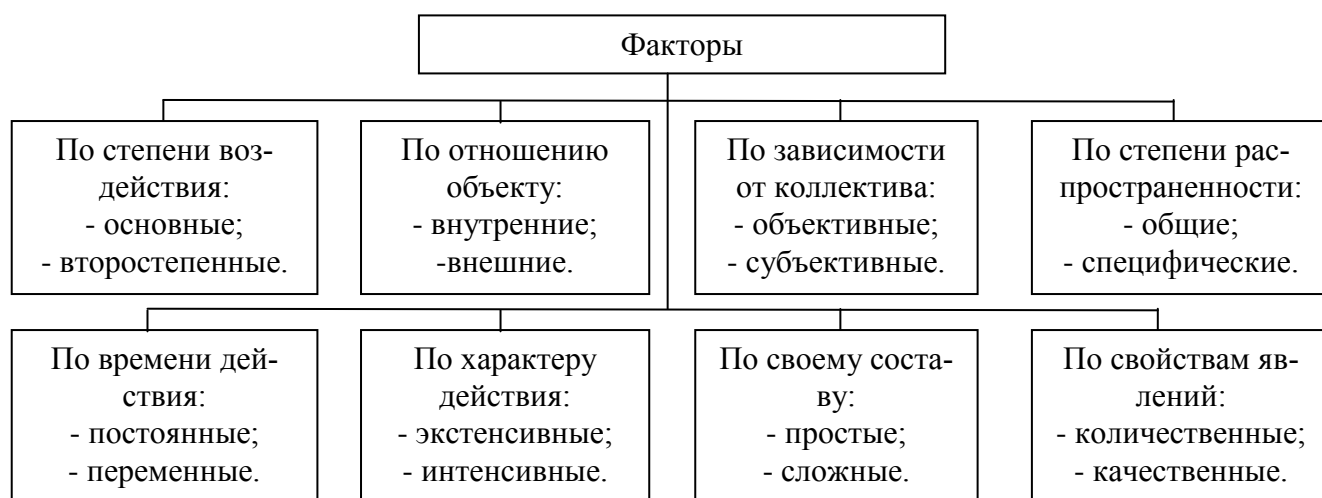 Факторы
По степени воз-
действия:
- основные;
- второстепенные.
По отношению
объекту:
- внутренние;
-внешние.
По зависимости
от коллектива:
- объективные;
- субъективные.
По степени рас-
пространенности:
- общие;
- специфические.
По времени дей-
ствия:
- постоянные;
- переменные.
По характеру
действия:
- экстенсивные;
- интенсивные.
По своему соста-
ву:
- простые;
- сложные.
По свойствам яв-
лений:
- количественные;
- качественные.